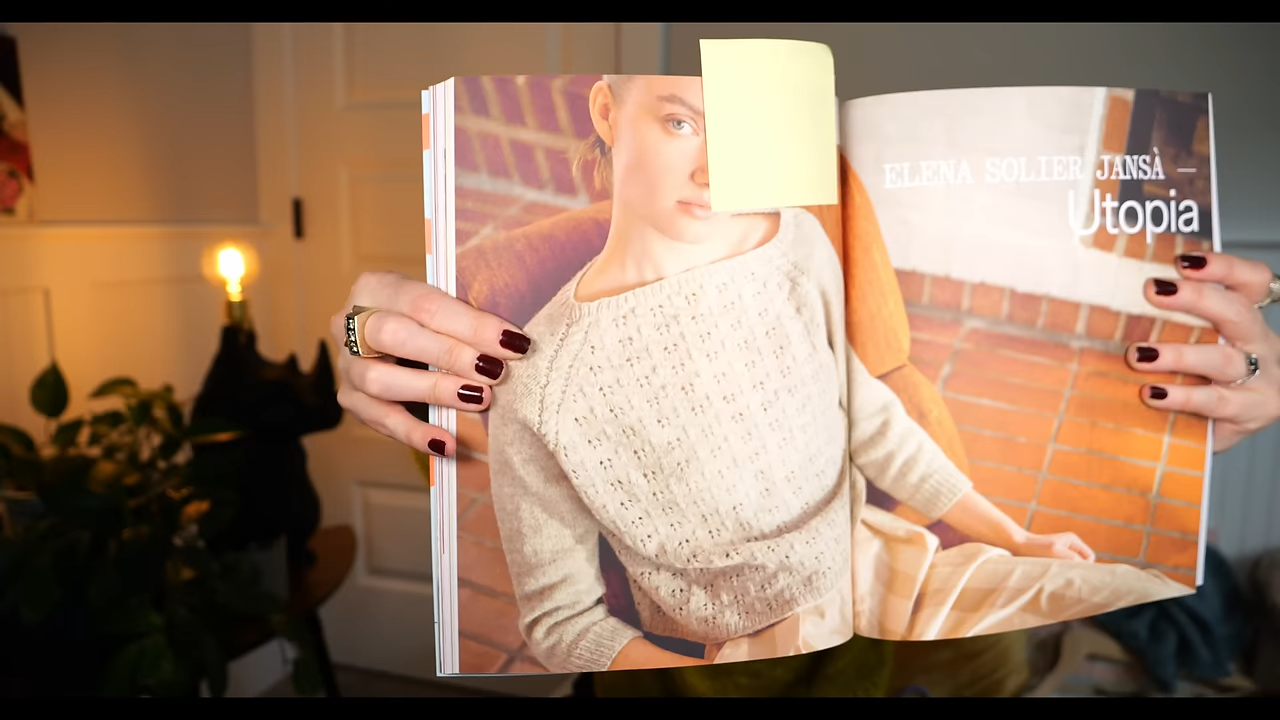 ELENA SOLIER JANSÀ —
Utopia